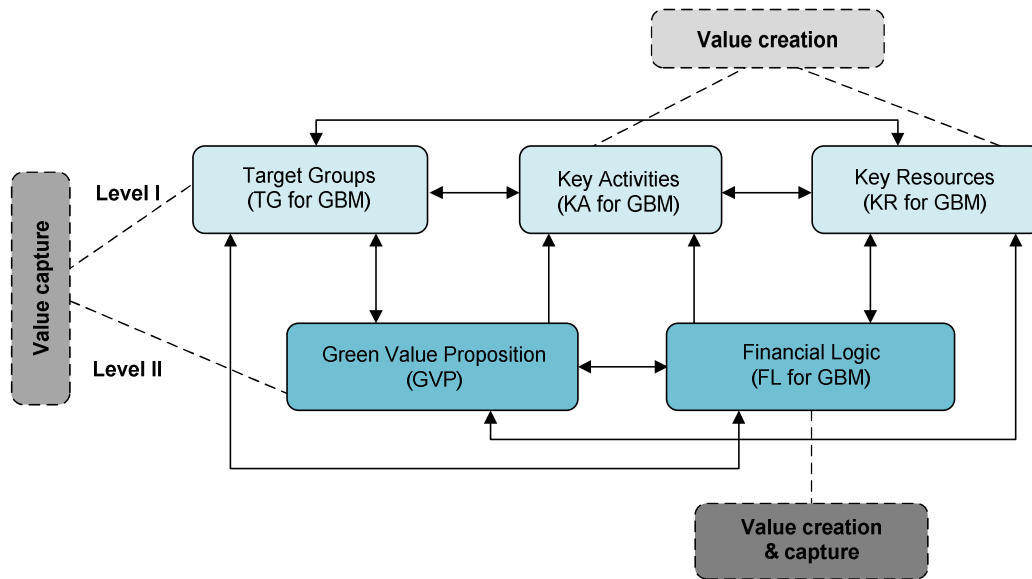 Value creation
Target Groups
(TG for GBM)
Key Activities
(KA for GBM)
Key Resources
(KR for GBM)
Level I
Value capture
Level II
Green Value Proposition
(GVP)
Financial Logic
(FL for GBM)
Value creation
& capture